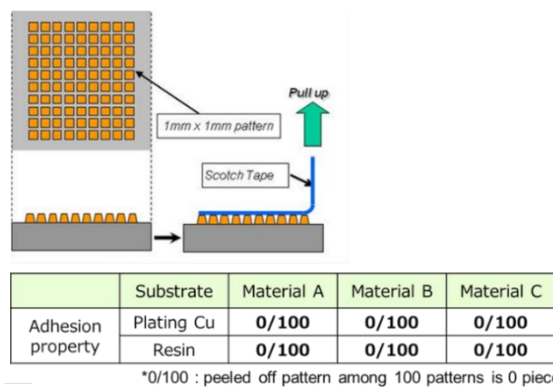 Pull up
1mm x 1mm pattern
Scotch Tape
Substrate Material A Material B Material C
Adhesion property Plating Cu 0/100 0/100 0/100
Resin 0/100 0/100 0/100
*0/100 : peeled off pattern among 100 patterns is 0 piece